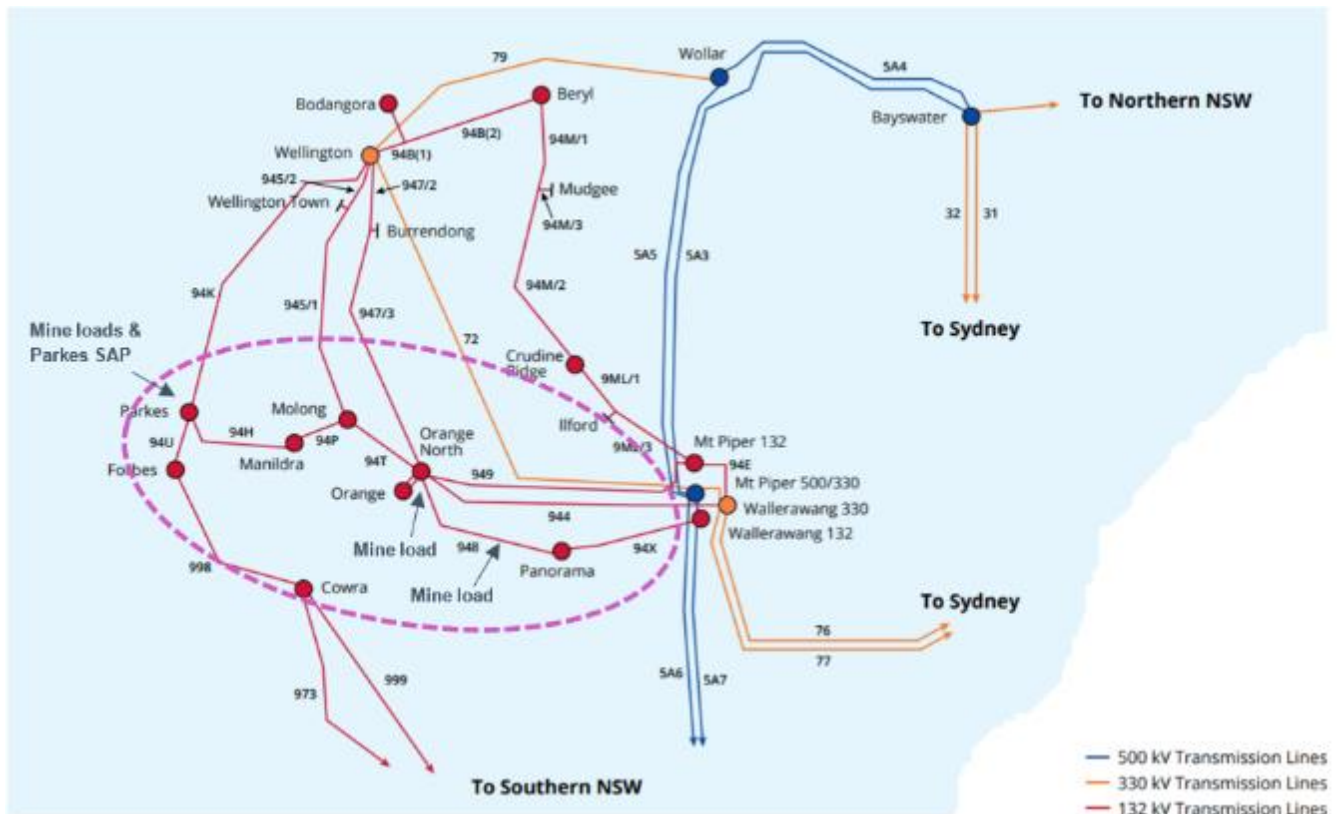 79
Wollar
5A4
Bodangora
Beryl
To Northern NSW
Bayswater
94B(2)
94M/1
Wellington
94B(1)
945/2
947/2
Mudgee
Wellington Town
94M/3
32
31
Burrendong
5A5
5A3
94K
94M/2
945/1
947/3
Mine loads &
Parkes SAP
72
To Sydney
Crudine
Ridge
9ML/1
Parkes
Molong
Ilford
94U
94H
94P
Orange
North
Mt Piper 132
9ML/3
Manildra
94T
94E
Forbes
949
Mt Piper 500/330
Orange
Wallerawang 330
944
Wallerawang 132
Mine load
948
94X
998
Panorama
Cowra
Mine load
To Sydney
76
77
973
999
5A6
5A7
To Southern NSW
500 kV Transmission Lines
330 kV Transmission Lines
132 kV Transmission Lines